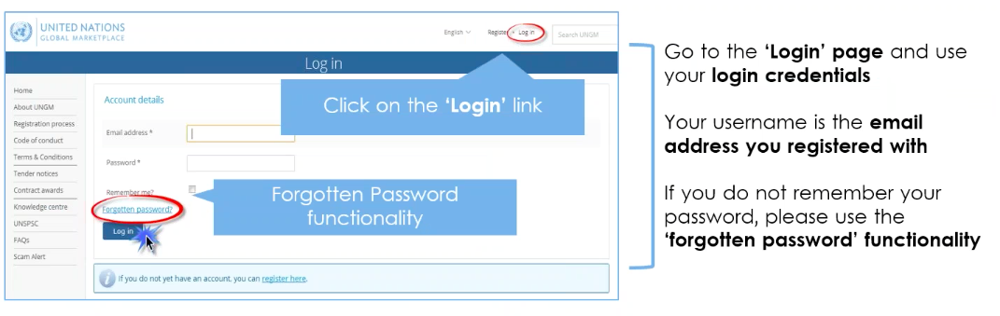 UNITED NATIONS
GLOBAL MARKETPLACE
English
Register
Log in
Search UNGM
Log in
Home
About UNGM
Registration process
Code of conduct
Terms & Conditions
Tender notices
Contract awards
Knowledge centre
UNSPSC
FAQs
Scam Alert
Account details
Email address *
Password *
Remember me?
Forgotten password?
Log in
If you do not yet have an account, you can register here.
Click on the ‘Login’ link
Forgotten Password
functionality
Go to the ‘Login’ page and use
your login credentials
Your username is the email
address you registered with
If you do not remember your
password, please use the
‘forgotten password’ functionality